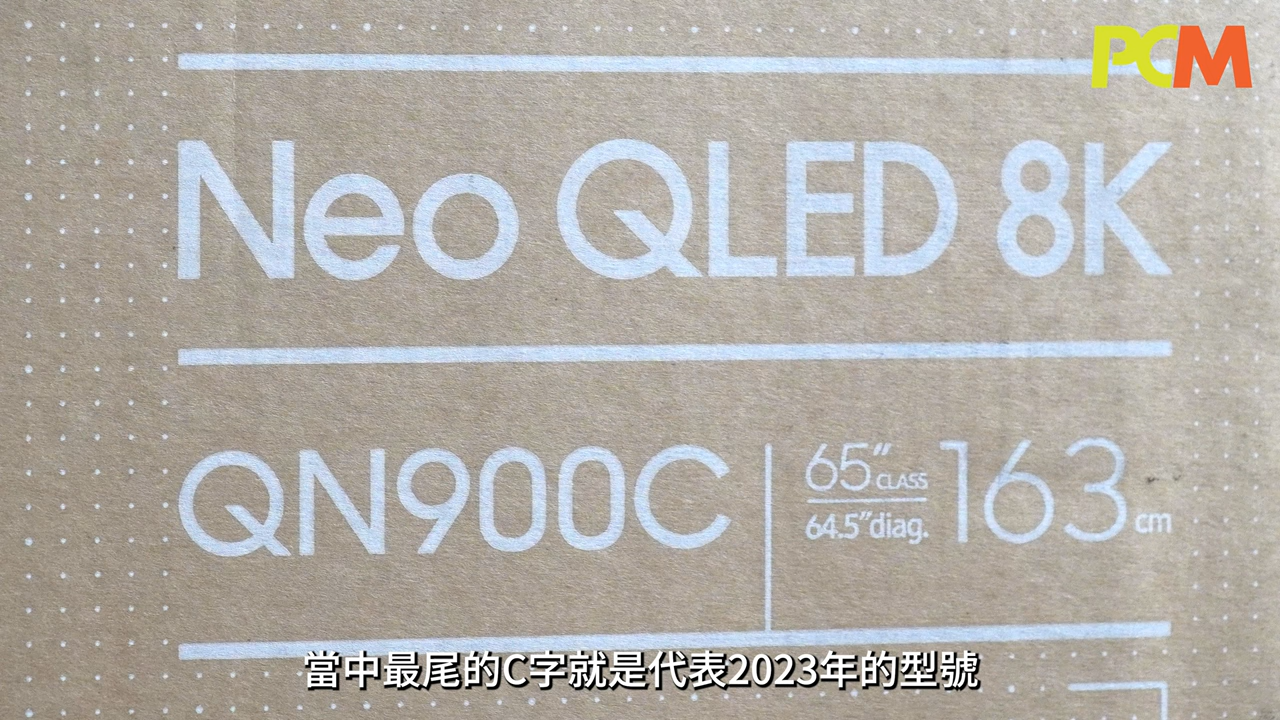 PCM
Neo QLED 8K
QN900C
65" CLASS
64.5" diag.
163 cm
當中最尾的C字就是代表2023年的型號